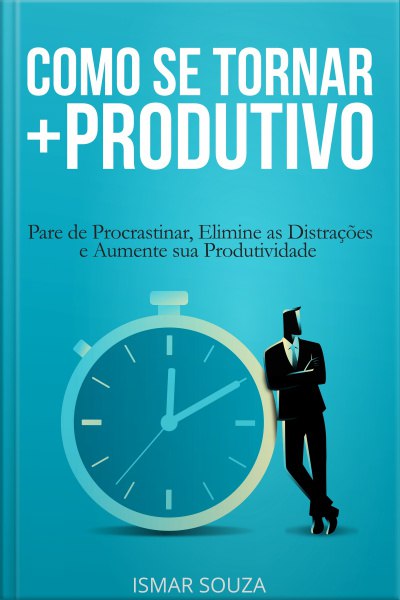 COMO SE TORNAR
+PRODUTIVO
Pare de Procrastinar, Elimine as Distrações
e Aumente sua Produtividade
ISMAR SOUZA